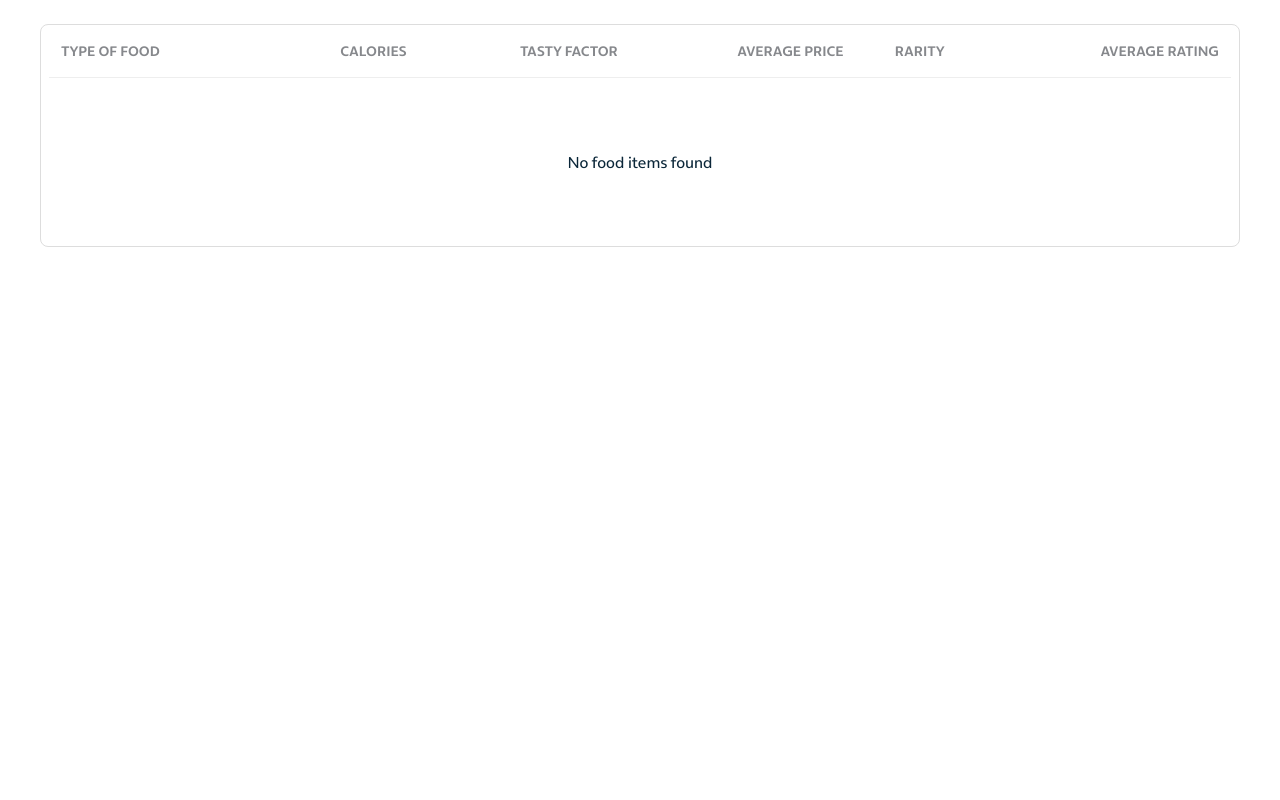 TYPE OF FOOD CALORIES TASTY FACTOR AVERAGE PRICE RARITY AVERAGE RATING
No food items found